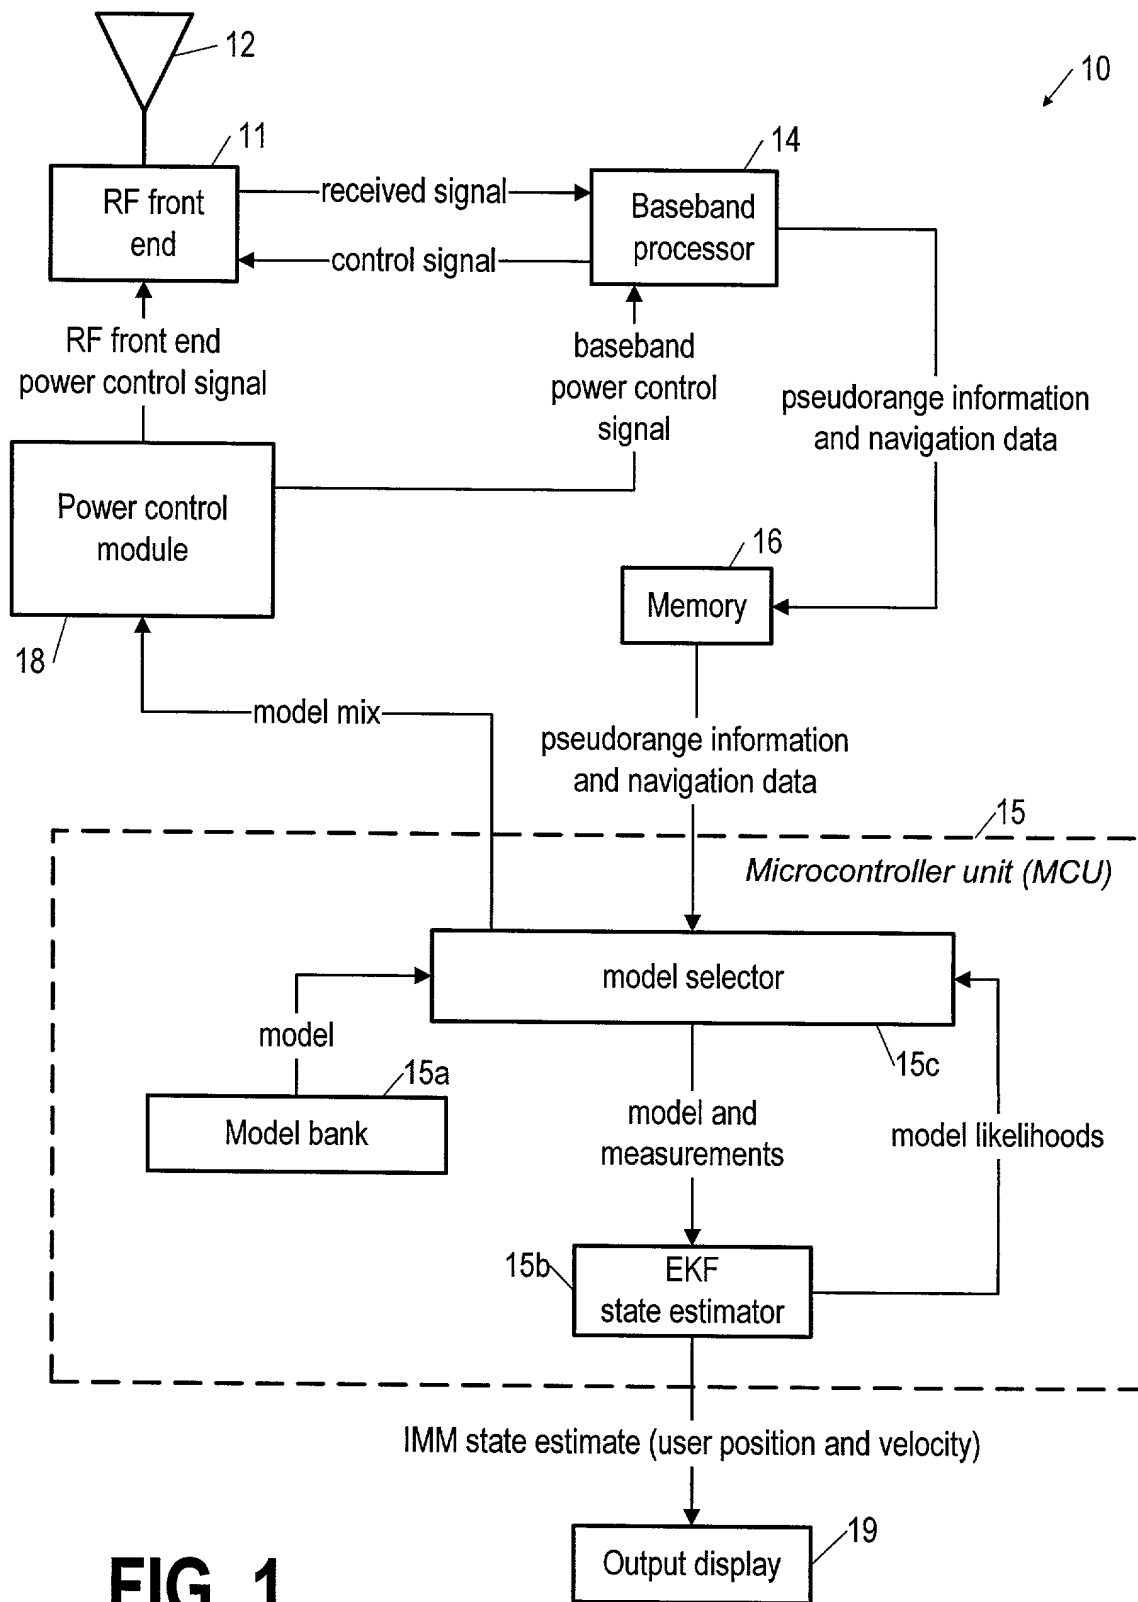 12
10
11
14
RF front
end
received signal
control signal
Baseband
processor
RF front end
power control signal
baseband
power control
signal
pseudorange information
and navigation data
Power control
module
16
Memory
18
model mix
pseudorange information
and navigation data
15
Microcontroller unit (MCU)
model selector
model
15a
15c
Model bank
model and
measurements
model likelihoods
15b
EKF
state estimator
IMM state estimate (user position and velocity)
19
Output display
FIG. 1